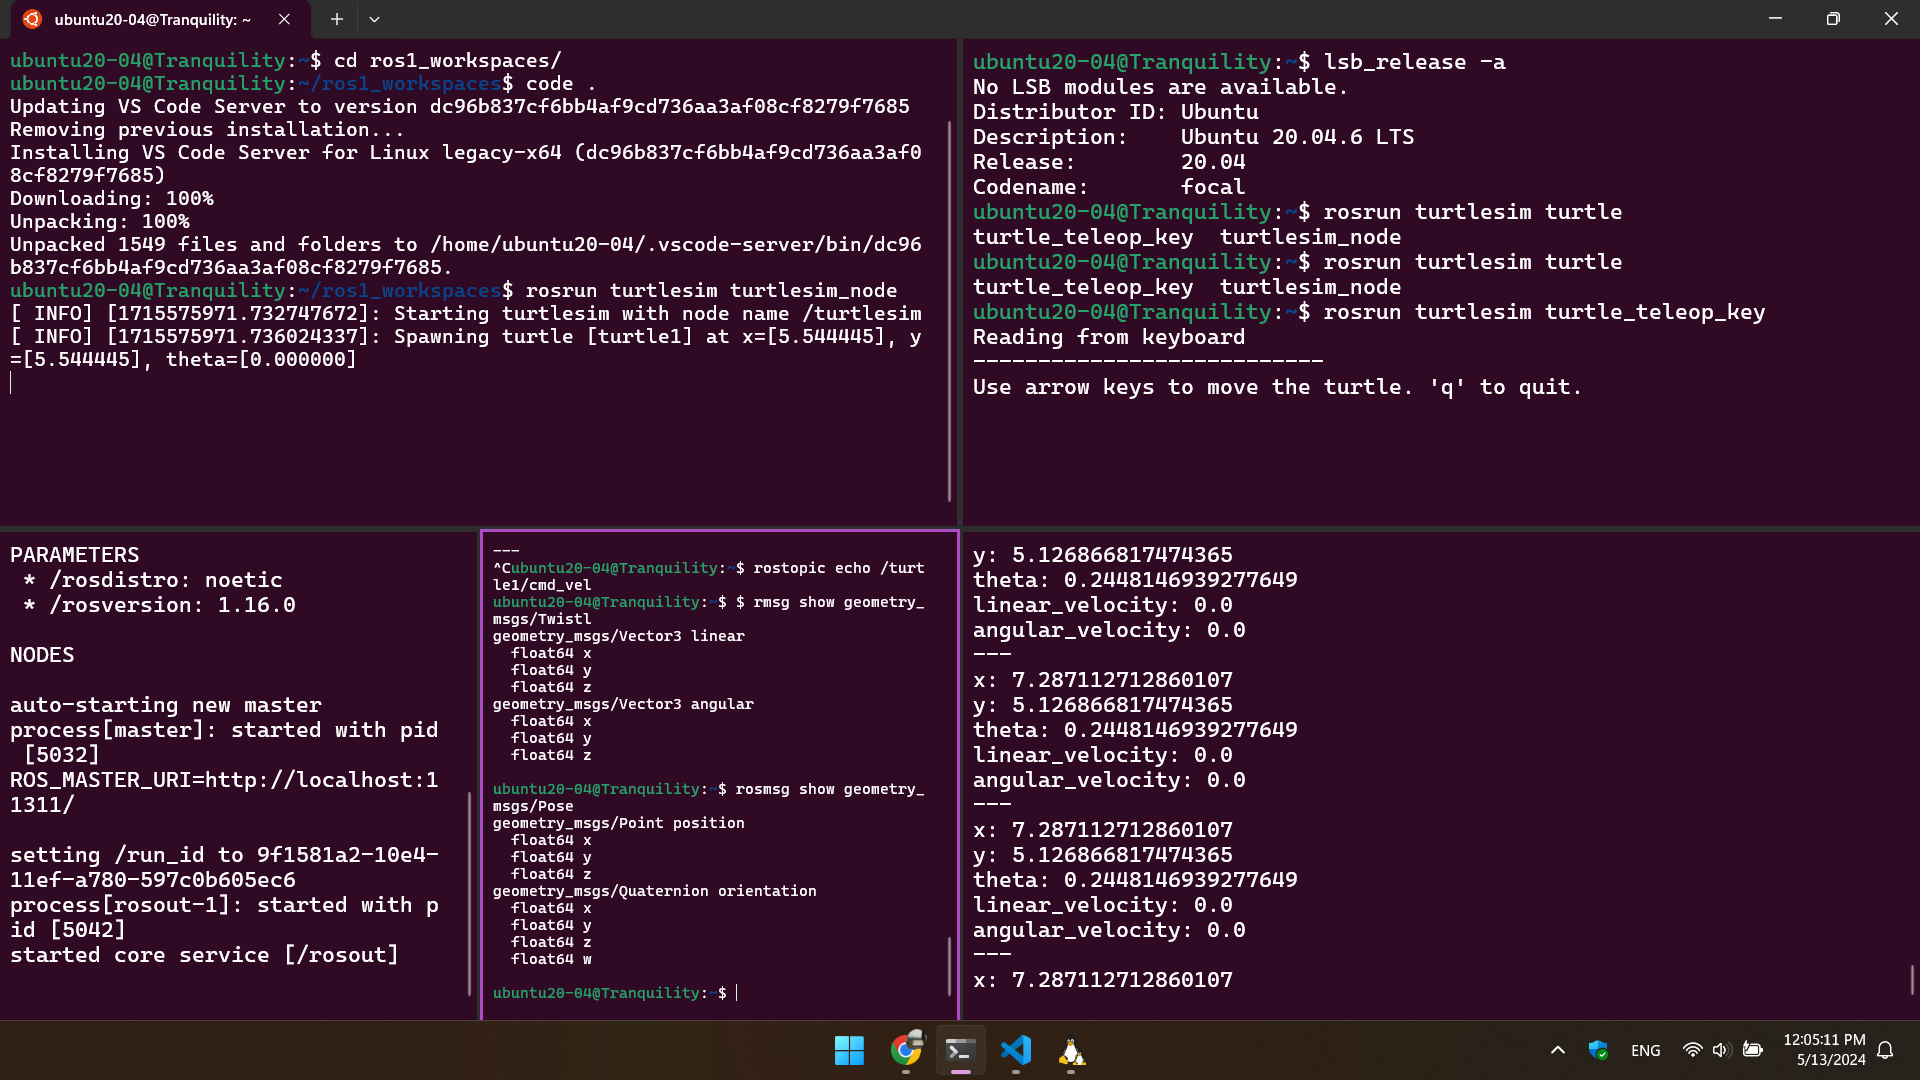 ubuntu20-04@Tranquility: ~
ubuntu20-04@Tranquility:~$ cd ros1_workspaces/
ubuntu20-04@Tranquility:~/ros1_workspaces$ code .
Updating VS Code Server to version dc96b837cf6bb4af9cd736aa3af08cf8279f7685
Removing previous installation...
Installing VS Code Server for Linux legacy-x64 (dc96b837cf6bb4af9cd736aa3af0
8cf8279f7685)
Downloading: 100%
Unpacking: 100%
Unpacked 1549 files and folders to /home/ubuntu20-04/.vscode-server/bin/dc96
b837cf6bb4af9cd736aa3af08cf8279f7685.
ubuntu20-04@Tranquility:~/ros1_workspaces$ rosrun turtlesim turtlesim_node
[ INFO] [1715575971.732747672]: Starting turtlesim with node name /turtlesim
[ INFO] [1715575971.736024337]: Spawning turtle [turtle1] at x=[5.544445], y
=[5.544445], theta=[0.000000]
ubuntu20-04@Tranquility:~$ lsb_release -a
No LSB modules are available.
Distributor ID: Ubuntu
Description:    Ubuntu 20.04.6 LTS
Release:        20.04
Codename:       focal
ubuntu20-04@Tranquility:~$ rosrun turtlesim turtle
turtle_teleop_key  turtlesim_node
ubuntu20-04@Tranquility:~$ rosrun turtlesim turtle
turtle_teleop_key  turtlesim_node
ubuntu20-04@Tranquility:~$ rosrun turtlesim turtle_teleop_key
Reading from keyboard
---------------------------
Use arrow keys to move the turtle. 'q' to quit.
PARAMETERS
 * /rosdistro: noetic
 * /rosversion: 1.16.0
NODES
auto-starting new master
process[master]: started with pid
 [5032]
ROS_MASTER_URI=http://localhost:1
1311/
setting /run_id to 9f1581a2-10e4-
11ef-a780-597c0b605ec6
process[rosout-1]: started with p
id [5042]
started core service [/rosout]
---
^Cubuntu20-04@Tranquility:~$ rostopic echo /turt
le1/cmd_vel
ubuntu20-04@Tranquility:~$ $ rmsg show geometry_
msgs/Twistl
geometry_msgs/Vector3 linear
  float64 x
  float64 y
  float64 z
geometry_msgs/Vector3 angular
  float64 x
  float64 y
  float64 z
ubuntu20-04@Tranquility:~$ rosmsg show geometry_
msgs/Pose
geometry_msgs/Point position
  float64 x
  float64 y
  float64 z
geometry_msgs/Quaternion orientation
  float64 x
  float64 y
  float64 z
  float64 w
ubuntu20-04@Tranquility:~$
y: 5.126866817474365
theta: 0.2448146939277649
linear_velocity: 0.0
angular_velocity: 0.0
---
x: 7.287112712860107
y: 5.126866817474365
theta: 0.2448146939277649
linear_velocity: 0.0
angular_velocity: 0.0
---
x: 7.287112712860107
y: 5.126866817474365
theta: 0.2448146939277649
linear_velocity: 0.0
angular_velocity: 0.0
---
x: 7.287112712860107
ENG
12:05:11 PM
5/13/2024